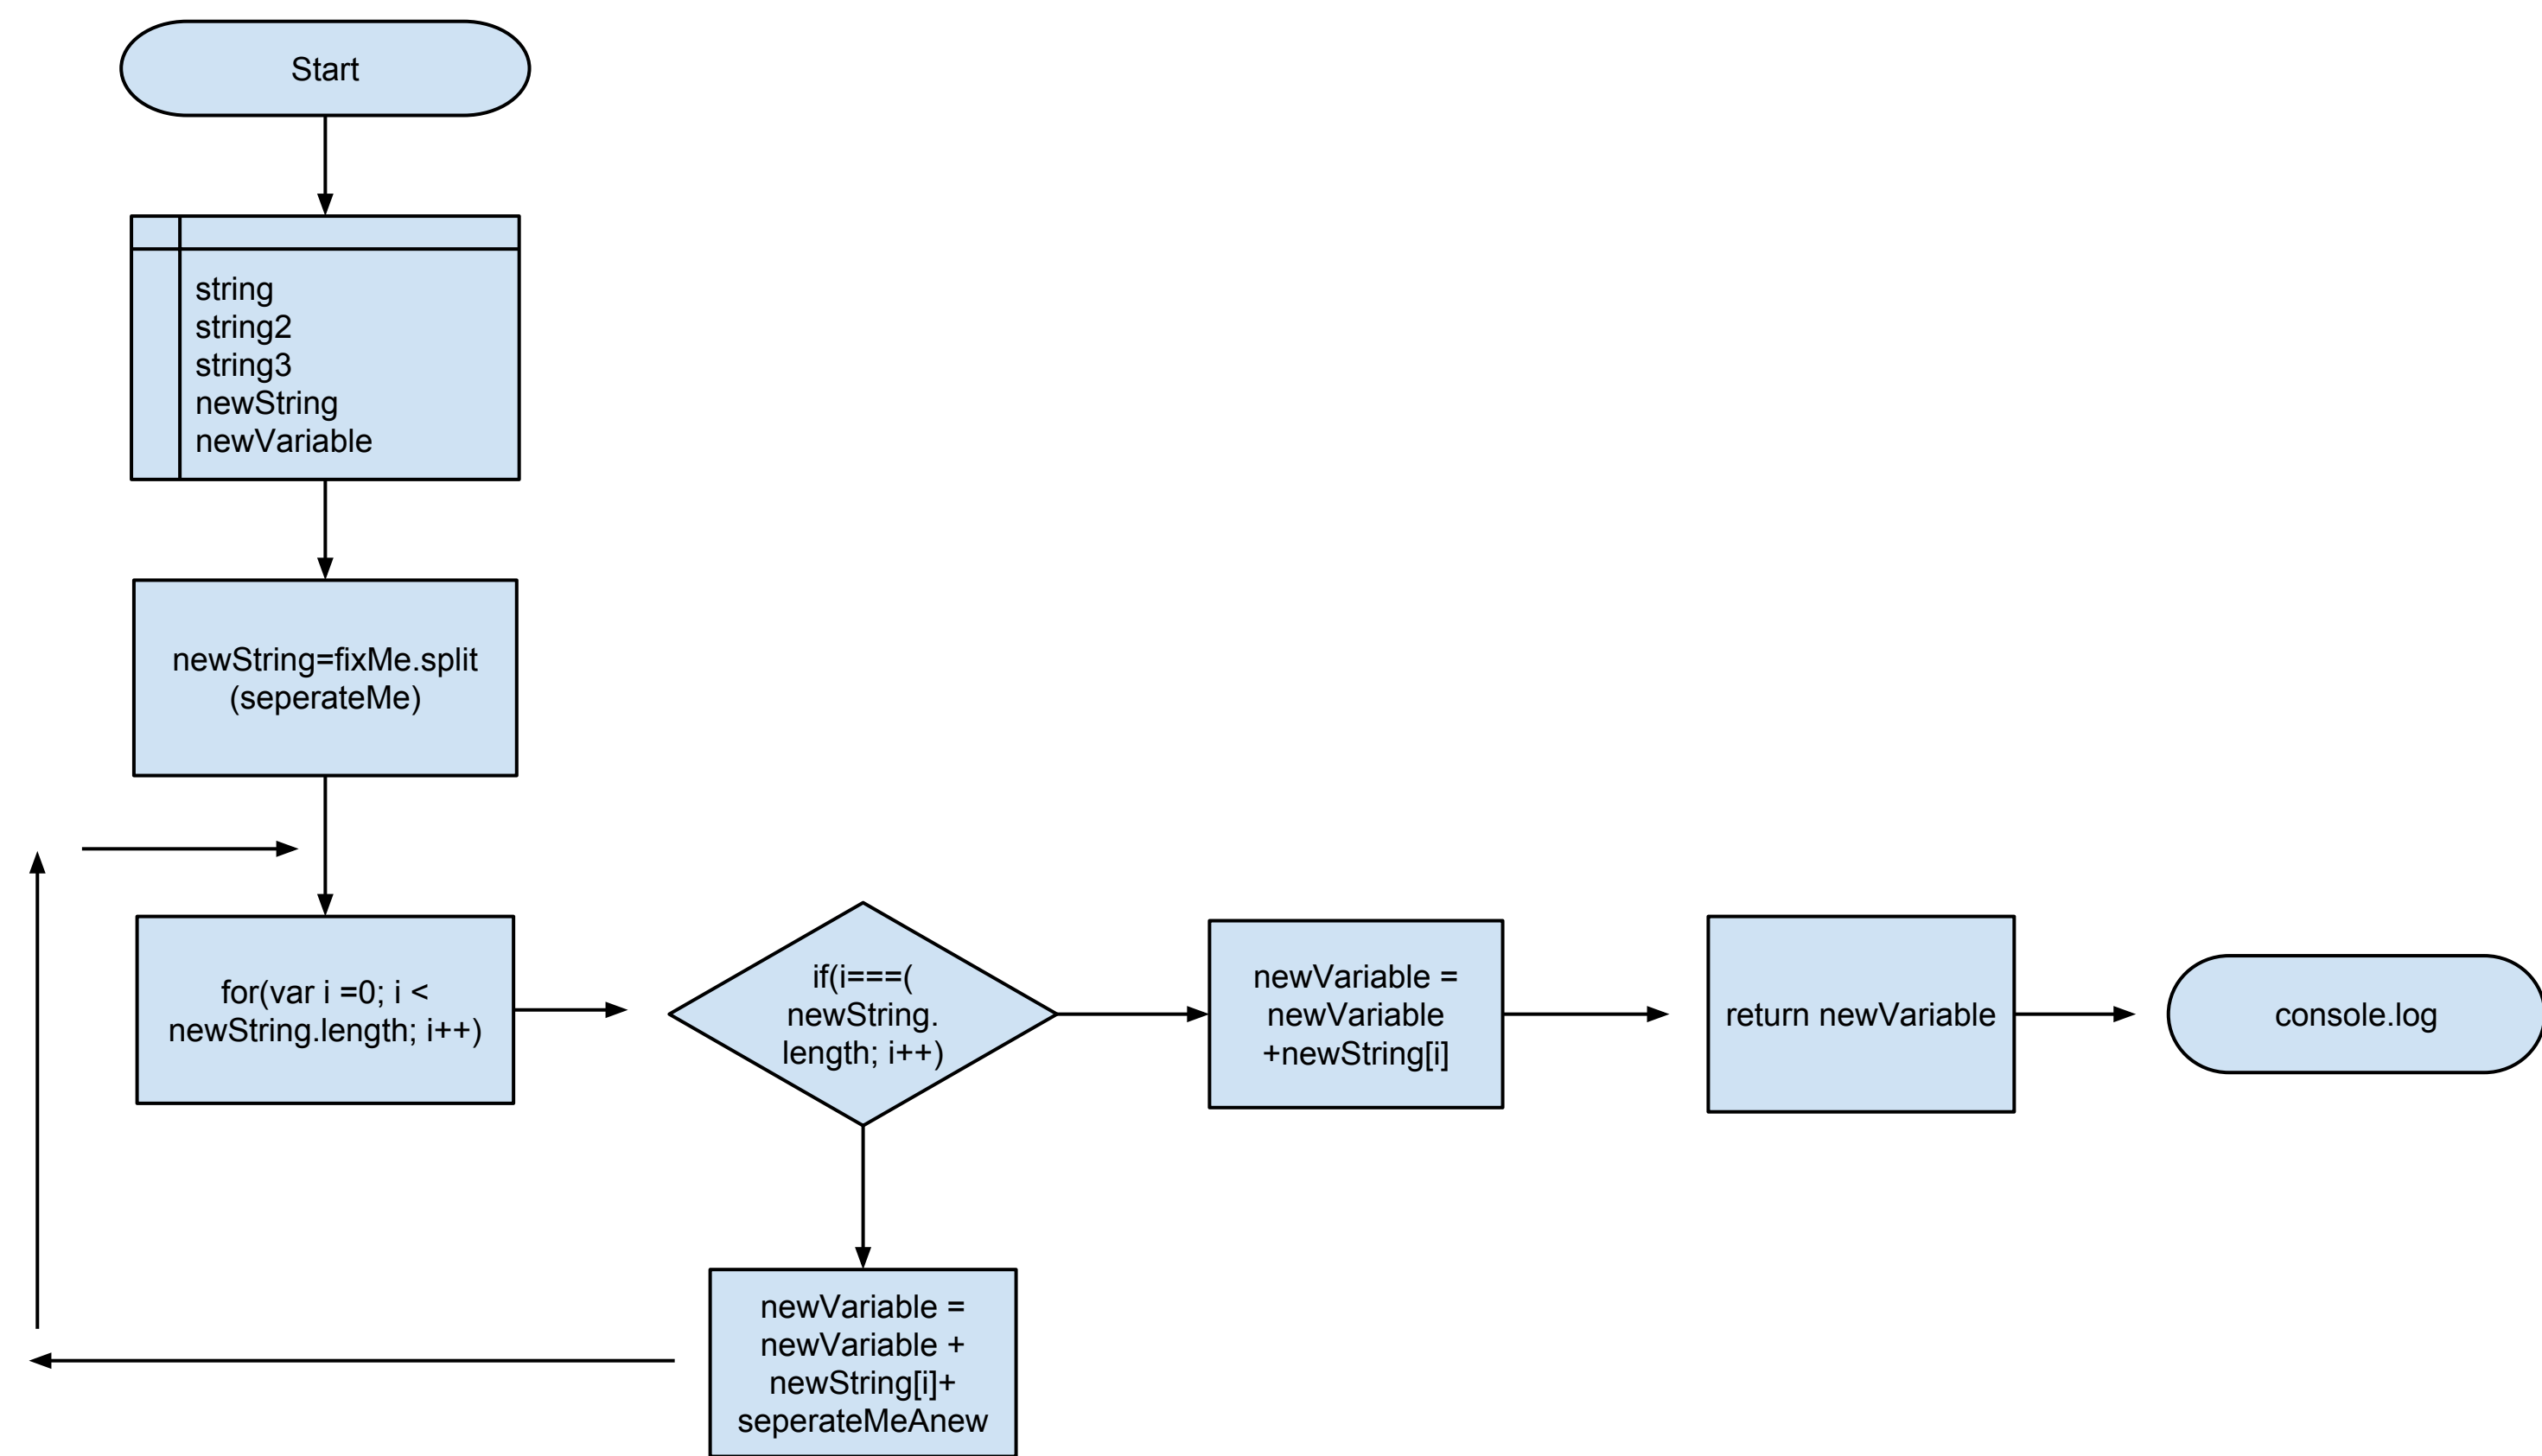 Start
string
string2
string3
newString
newVariable
newString=fixMe.split
(seperateMe)
for(var i =0; i <
newString.length; i++)
if(i===(
newString.
length; i++)
newVariable =
newVariable
+newString[i]
return newVariable
console.log
newVariable =
newVariable +
newString[i]+
seperateMeAnew